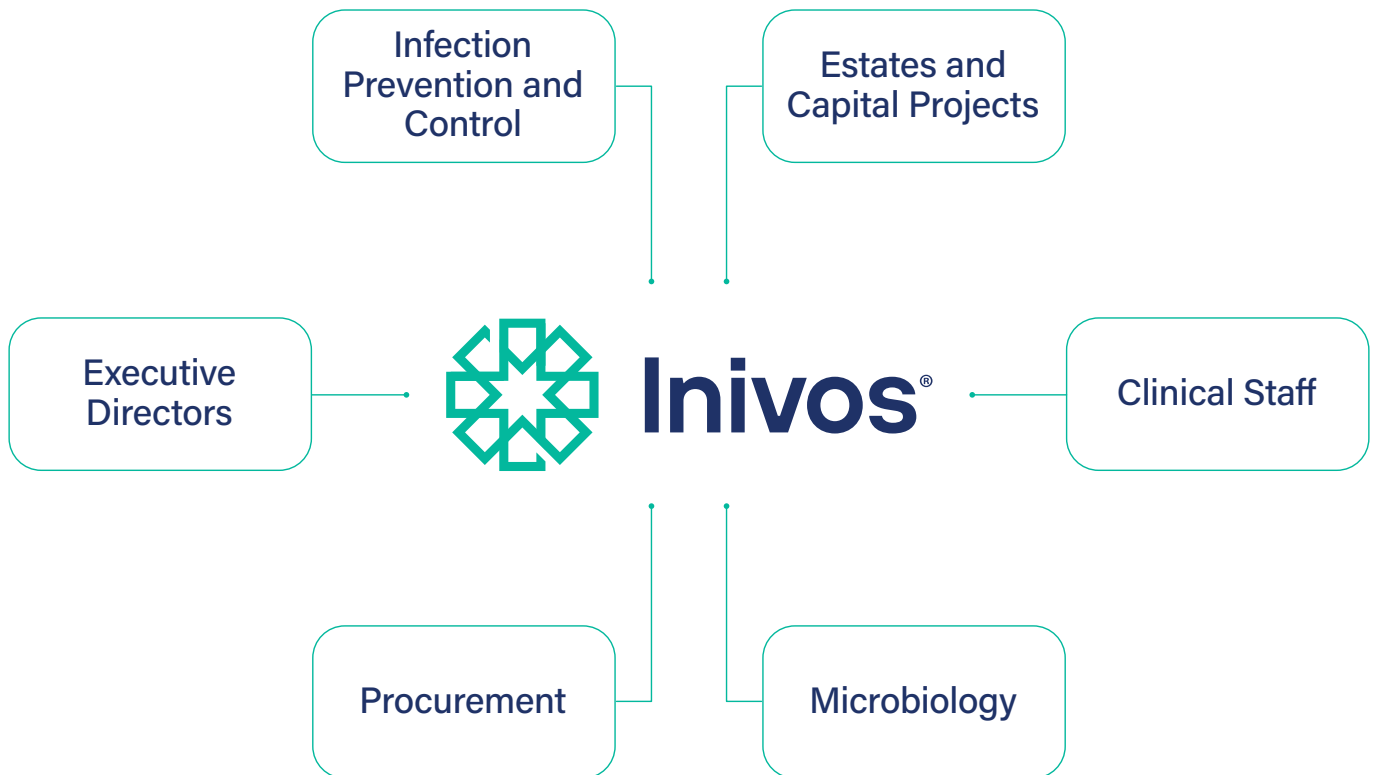 Infection
Prevention and
Control
Estates and
Capital Projects
Executive
Directors
Inivos®
Clinical Staff
Procurement
Microbiology